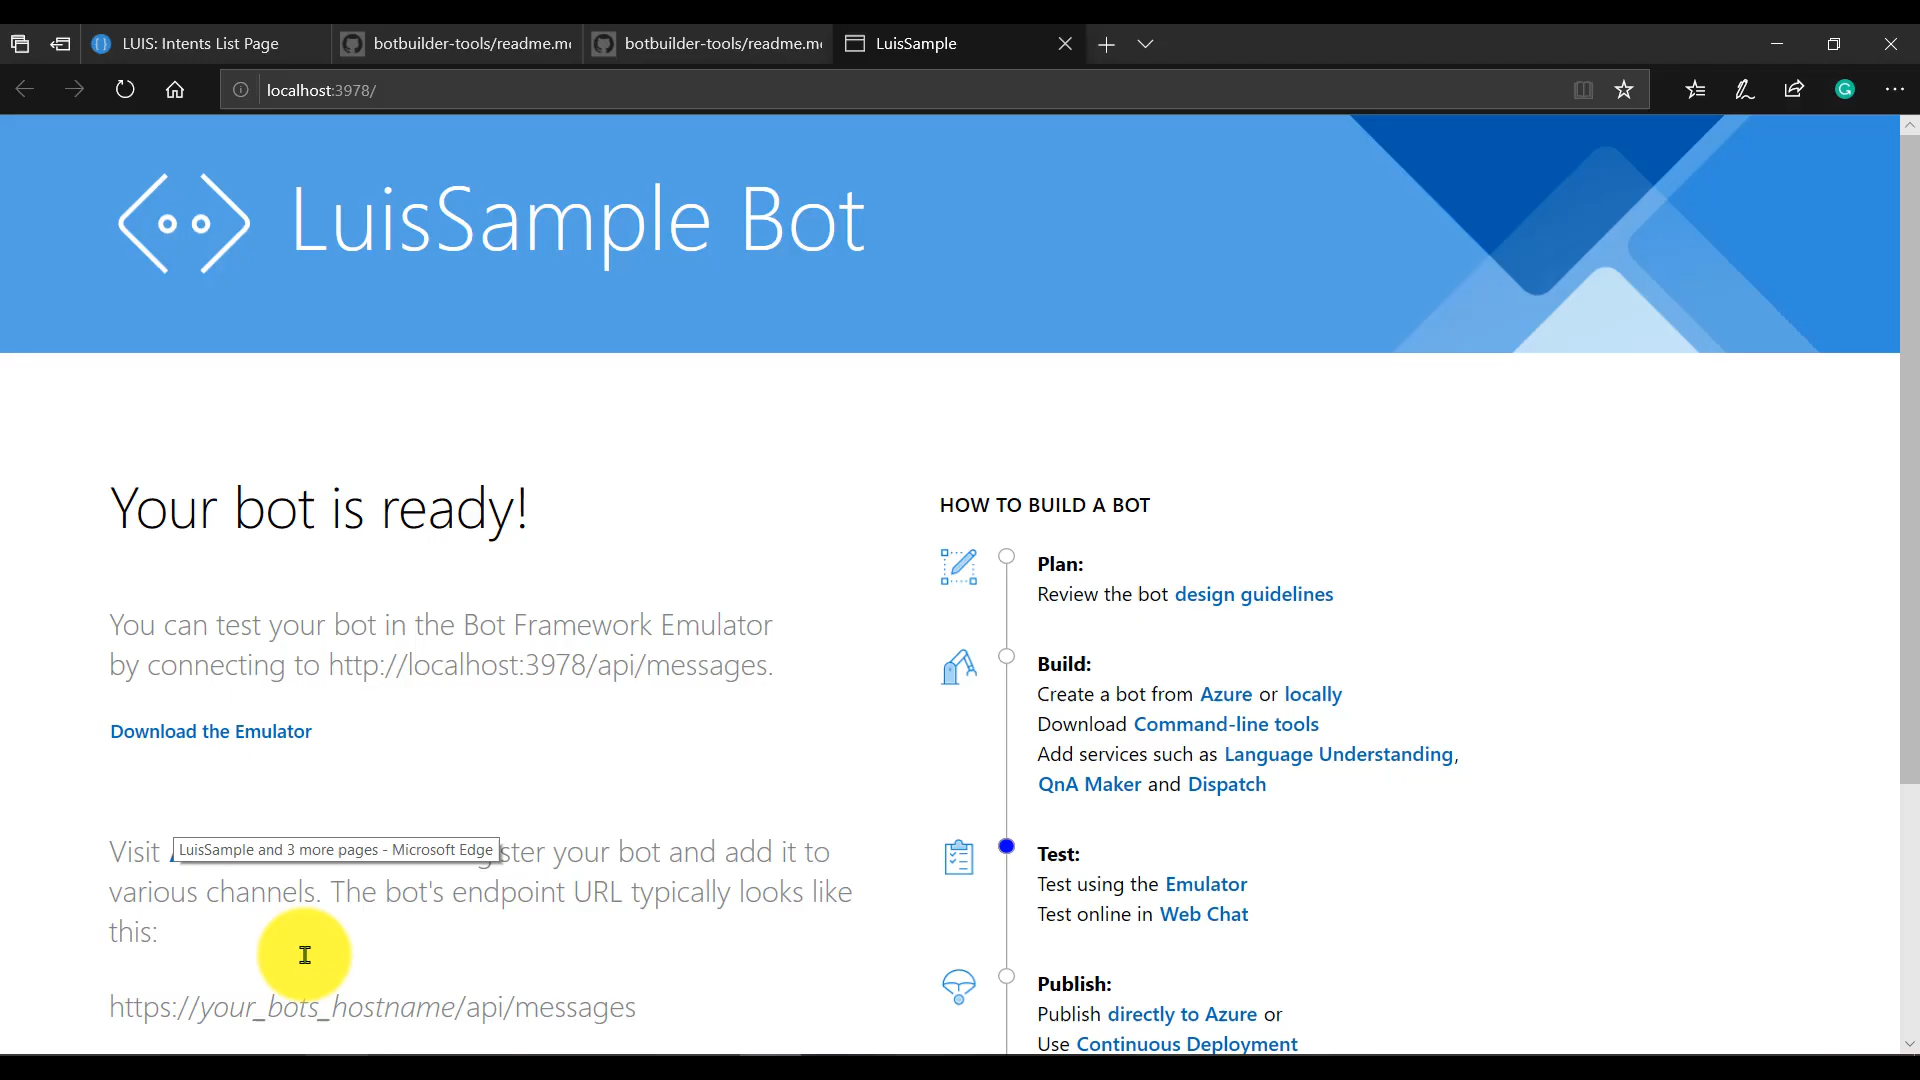 LUIS: Intents List Page
botbuilder-tools/readme.m
botbuilder-tools/readme.m
LuisSample
localhost:3978/
G
LuisSample Bot
Your bot is ready!
You can test your bot in the Bot Framework Emulator
by connecting to http://localhost:3978/api/messages.
Download the Emulator
Visit
LuisSample and 3 more pages - Microsoft Edge
ster your bot and add it to
various channels. The bot's endpoint URL typically looks like
this:
https://your_bots_hostname/api/messages
HOW TO BUILD A BOT
Plan:
Review the bot design guidelines
Build:
Create a bot from Azure or locally
Download Command-line tools
Add services such as Language Understanding,
QnA Maker and Dispatch
Test:
Test using the Emulator
Test online in Web Chat
Publish:
Publish directly to Azure or
Use Continuous Deployment